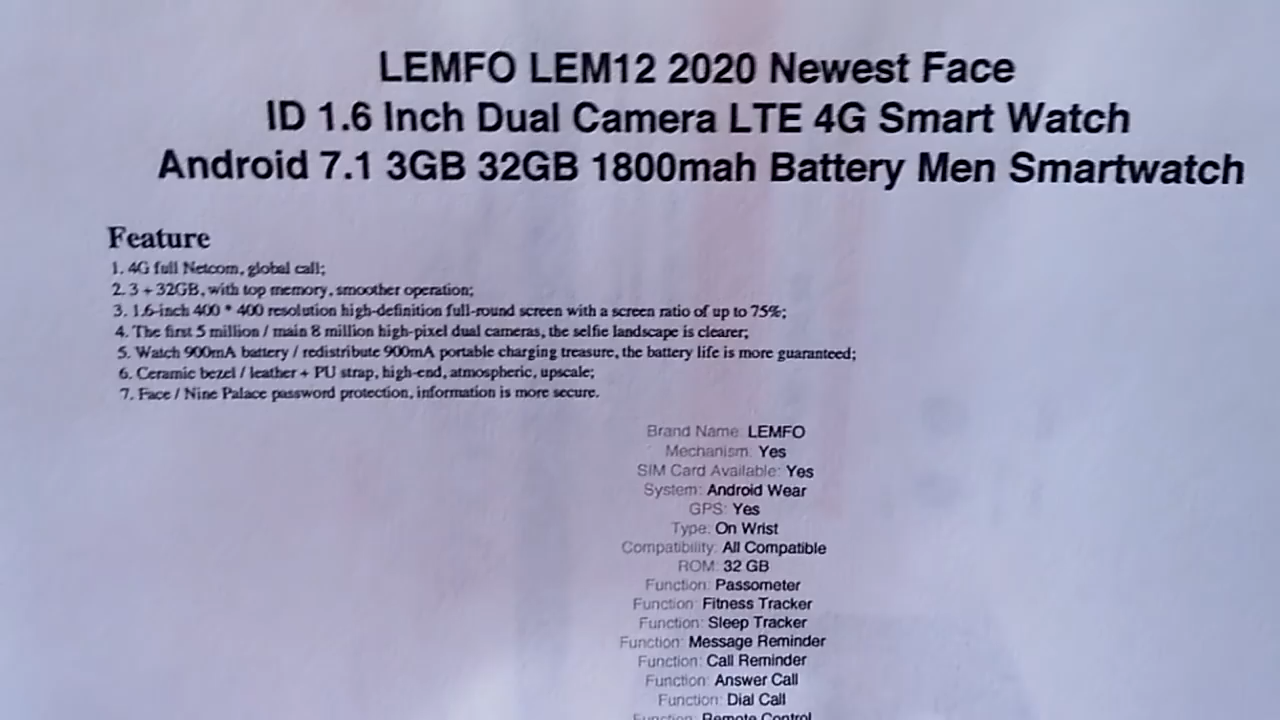 LEMFO LEM12 2020 Newest Face
ID 1.6 Inch Dual Camera LTE 4G Smart Watch
Android 7.1 3GB 32GB 1800mah Battery Men Smartwatch
Feature
1. 4G full Netcom, global call;
2. 3 + 32GB, with top memory, smoother operation;
3. 1.6-inch 400 * 400 resolution high-definition full-round screen with a screen ratio of up to 75%;
4. The first 5 million / main 8 million high-pixel dual cameras, the selfie landscape is clearer;
5. Watch 900mA battery / redistribute 900mA portable charging treasure, the battery life is more guaranteed;
6. Ceramic bezel / leather + PU strap, high-end, atmospheric, upscale;
7. Face / Nine Palace password protection, information is more secure.
Brand Name: LEMFO
Mechanism: Yes
SIM Card Available: Yes
System: Android Wear
GPS: Yes
Type: On Wrist
Compatibility: All Compatible
ROM: 32 GB
Function: Passometer
Function: Fitness Tracker
Function: Sleep Tracker
Function: Message Reminder
Function: Call Reminder
Function: Answer Call
Function: Dial Call
Function: Remote Control